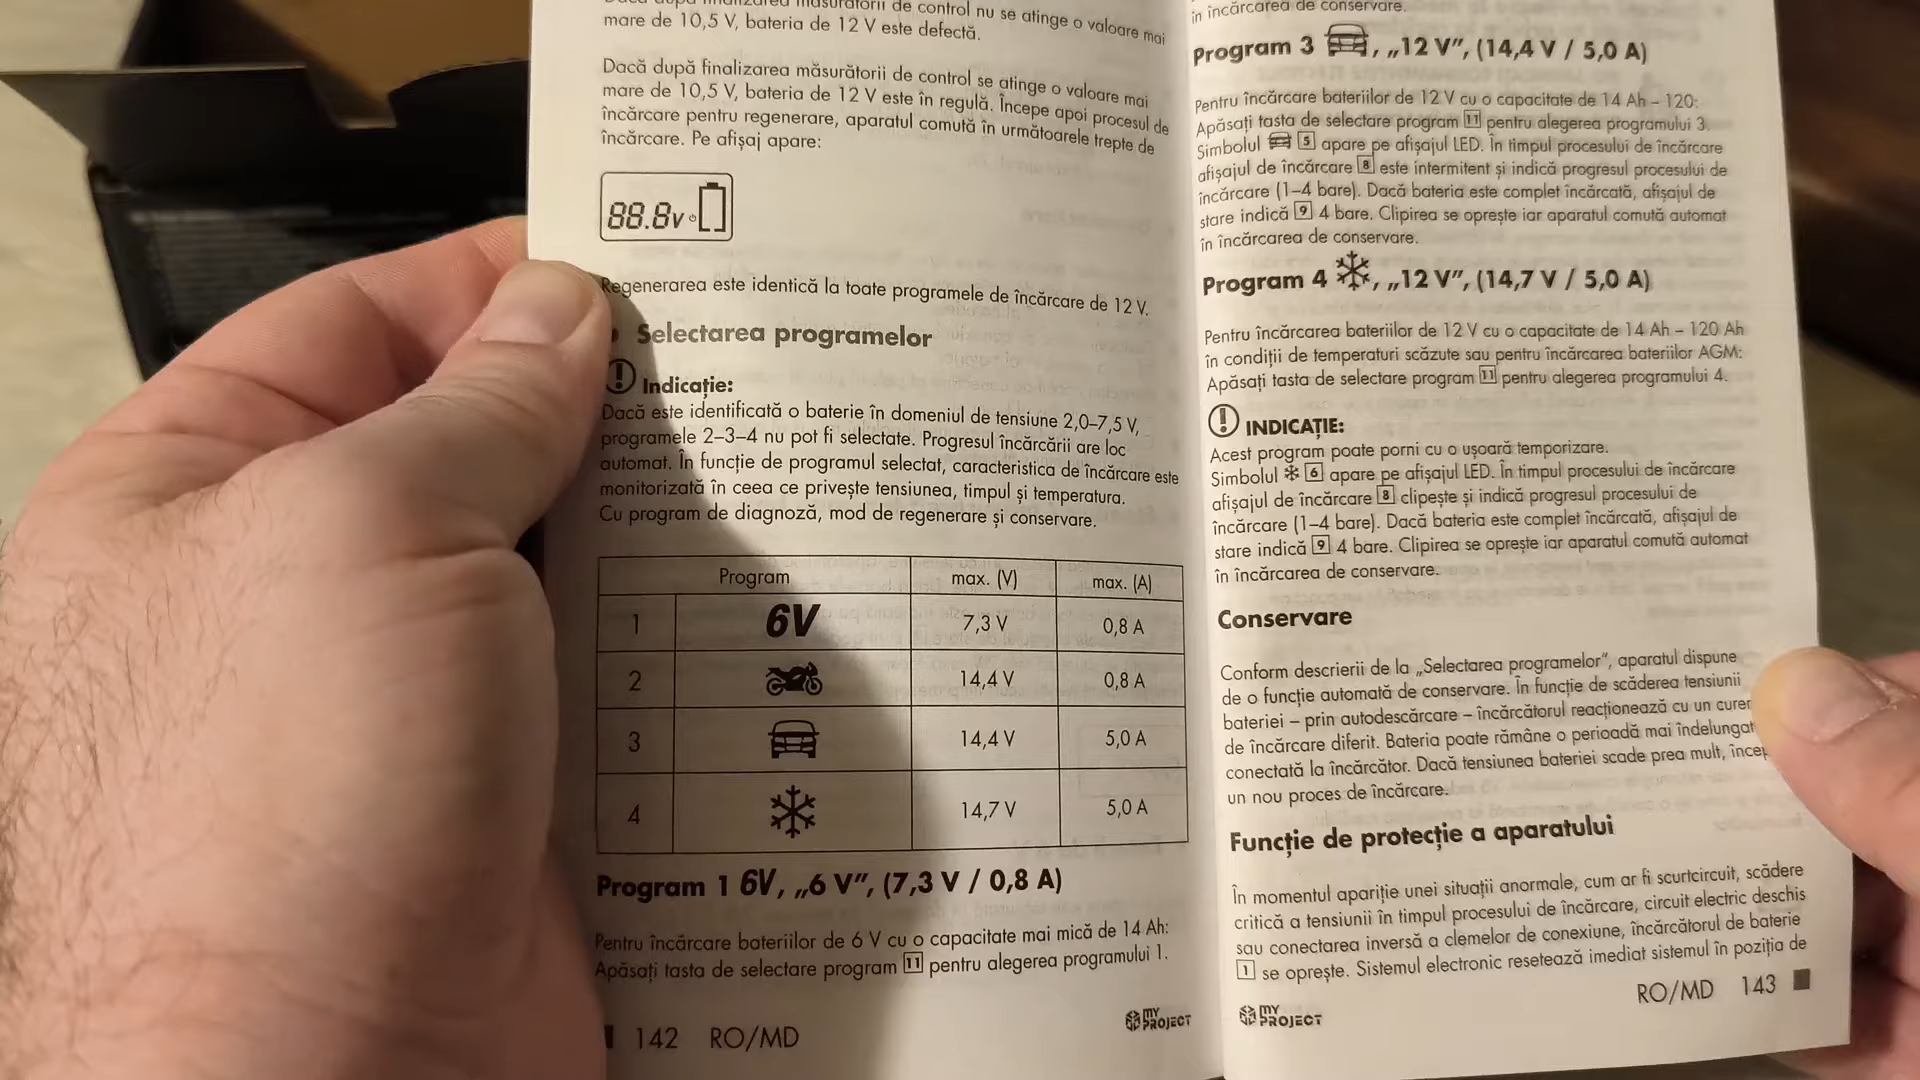 Dacă după finalizarea măsurătorii de control nu se atinge o valoare mai
mare de 10,5 V, bateria de 12 V este defectă.
Dacă după finalizarea măsurătorii de control se atinge o valoare mai
mare de 10,5 V, bateria de 12 V este în regulă. Începe apoi procesul de
încărcare pentru regenerare, aparatul comută în următoarele trepte de
încărcare. Pe afișaj apare:
88.8v
Regenerarea este identică la toate programele de încărcare de 12 V.
Selectarea programelor
Indicație:
Dacă este identificată o baterie în domeniul de tensiune 2,0–7,5 V,
programele 2–3–4 nu pot fi selectate. Progresul încărcării are loc
automat. În funcție de programul selectat, caracteristica de încărcare este
monitorizată în ceea ce privește tensiunea, timpul și temperatura.
Cu program de diagnoză, mod de regenerare și conservare.
Program max. (V) max. (A)
1 6V 7,3 V 0,8 A
2 14,4 V 0,8 A
3 14,4 V 5,0 A
4 14,7 V 5,0 A
Program 1 6V, „6 V”, (7,3 V / 0,8 A)
Pentru încărcare bateriilor de 6 V cu o capacitate mai mică de 14 Ah:
Apăsați tasta de selectare program 11 pentru alegerea programului 1.
MY PROJECT
142 RO/MD
în încărcarea de conservare.
Program 3 , „12 V”, (14,4 V / 5,0 A)
Pentru încărcare bateriilor de 12 V cu o capacitate de 14 Ah – 120:
Apăsați tasta de selectare program 11 pentru alegerea programului 3.
Simbolul 5 apare pe afișajul LED. În timpul procesului de încărcare
afișajul de încărcare 8 este intermitent și indică progresul procesului de
încărcare (1–4 bare). Dacă bateria este complet încărcată, afișajul de
stare indică 9 4 bare. Clipirea se oprește iar aparatul comută automat
în încărcarea de conservare.
Program 4 , „12 V”, (14,7 V / 5,0 A)
Pentru încărcarea bateriilor de 12 V cu o capacitate de 14 Ah – 120 Ah
în condiții de temperaturi scăzute sau pentru încărcarea bateriilor AGM:
Apăsați tasta de selectare program 11 pentru alegerea programului 4.
INDICAȚIE:
Acest program poate porni cu o ușoară temporizare.
Simbolul 6 apare pe afișajul LED. În timpul procesului de încărcare
afișajul de încărcare 8 clipește și indică progresul procesului de
încărcare (1–4 bare). Dacă bateria este complet încărcată, afișajul de
stare indică 9 4 bare. Clipirea se oprește iar aparatul comută automat
în încărcarea de conservare.
Conservare
Conform descrierii de la „Selectarea programelor“, aparatul dispune
de o funcție automată de conservare. În funcție de scăderea tensiunii
bateriei – prin autodescărcare – încărcătorul reacționează cu un curen
de încărcare diferit. Bateria poate rămâne o perioadă mai îndelungat
conectată la încărcător. Dacă tensiunea bateriei scade prea mult, încep
un nou proces de încărcare.
Funcție de protecție a aparatului
În momentul apariție unei situații anormale, cum ar fi scurtcircuit, scădere
critică a tensiunii în timpul procesului de încărcare, circuit electric deschis
sau conectarea inversă a clemelor de conexiune, încărcătorul de baterie
1 se oprește. Sistemul electronic resetează imediat sistemul în poziția de
MY PROJECT
RO/MD 143